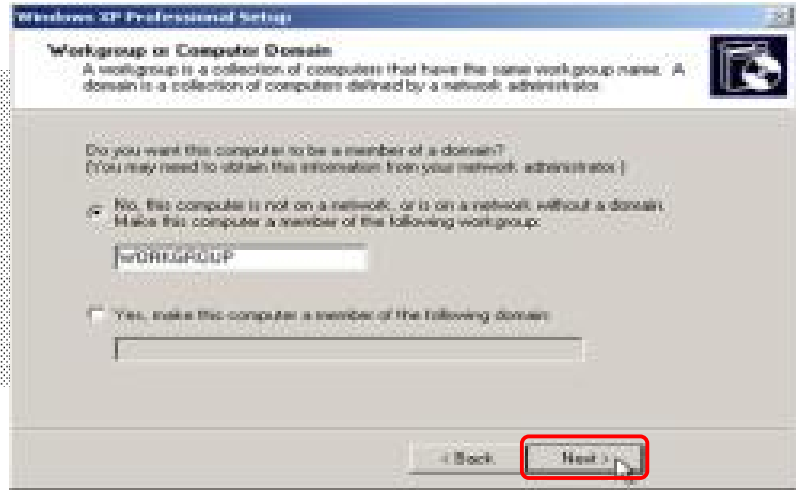 Windows XP Professional Setup
Workgroup or Computer Domain
A workgroup is a collection of computers that have the same workgroup name. A
domain is a collection of computers defined by a network administrator.
Do you want this computer to be a member of a domain?
(You may need to obtain this information from your network administrator.)
No, this computer is not on a network, or is on a network without a domain.
Make this computer a member of the following workgroup:
WORKGROUP
Yes, make this computer a member of the following domain:
< Back
Next >